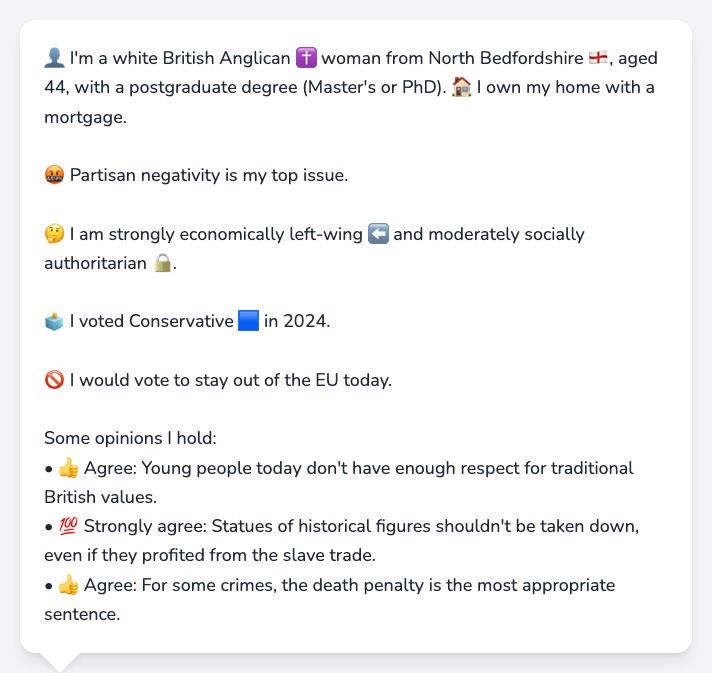 👤 I'm a white British Anglican ✝️ woman from North Bedfordshire 🏴󠁧󠁢󠁥󠁮󠁧󠁿, aged
44, with a postgraduate degree (Master's or PhD). 🏠 I own my home with a
mortgage.
🤬 Partisan negativity is my top issue.
🤔 I am strongly economically left-wing ⬅️ and moderately socially
authoritarian 🔒.
🗳️ I voted Conservative 🟦 in 2024.
🚫 I would vote to stay out of the EU today.
Some opinions I hold:
• 👍 Agree: Young people today don't have enough respect for traditional
British values.
• 💯 Strongly agree: Statues of historical figures shouldn't be taken down,
even if they profited from the slave trade.
• 👍 Agree: For some crimes, the death penalty is the most appropriate
sentence.